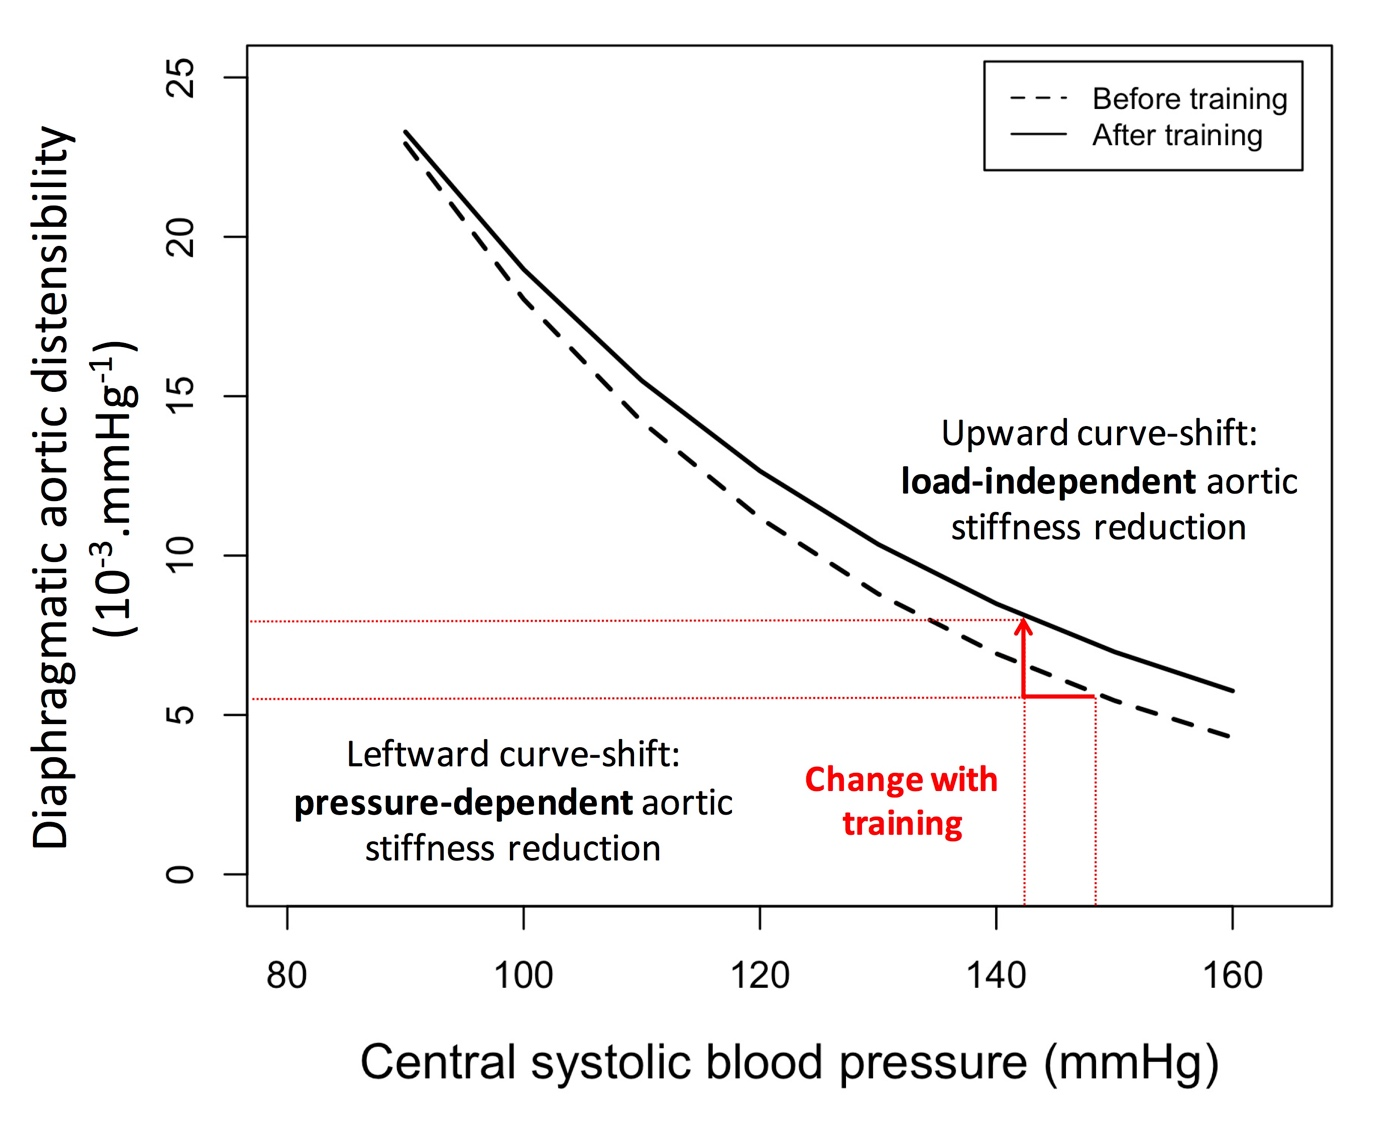 Diaphragmatic aortic distensibility
(10⁻³.mmHg⁻¹)
25
20
15
10
5
0
Before training
After training
Upward curve-shift:
load-independent aortic
stiffness reduction
Leftward curve-shift:
pressure-dependent aortic
stiffness reduction
Change with
training
80 100 120 140 160
Central systolic blood pressure (mmHg)